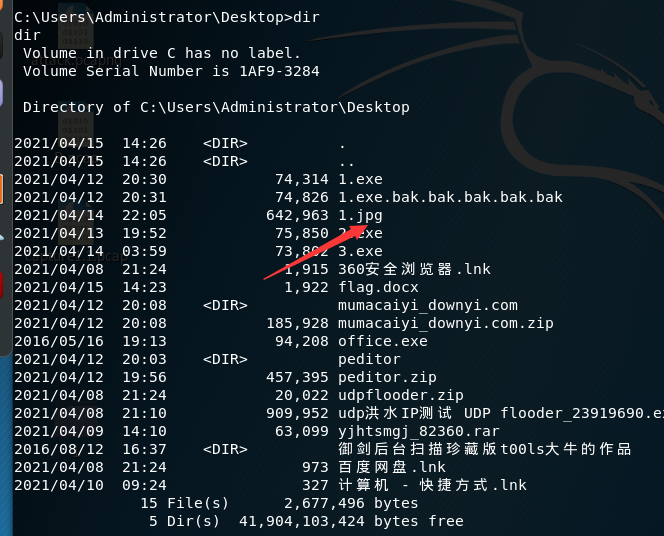 C:\Users\Administrator\Desktop>dir
dir
 Volume in drive C has no label.
 Volume Serial Number is 1AF9-3284

 Directory of C:\Users\Administrator\Desktop

2021/04/15  14:26    <DIR>          .
2021/04/15  14:26    <DIR>          ..
2021/04/12  20:30            74,314 1.exe
2021/04/12  20:31            74,826 1.exe.bak.bak.bak.bak.bak
2021/04/14  22:05           642,963 1.jpg
2021/04/13  19:52            75,850 .exe
2021/04/14  03:59            3.exe
2021/04/08  21:24             1,915 360安全浏览器.lnk
2021/04/15  14:23             1,922 flag.docx
2021/04/12  20:08    <DIR>          mumacaiyi_downyi.com
2021/04/12  20:08           185,928 mumacaiyi_downyi.com.zip
2016/05/16  19:13            94,208 office.exe
2021/04/12  20:03    <DIR>          peditor
2021/04/12  19:56           457,395 peditor.zip
2021/04/08  21:24            20,022 udpflooder.zip
2021/04/08  21:10           909,952 udp洪水IP测试 UDP flooder_23919690.e
2021/04/09  14:10            63,099 yjhtsmgj_82360.rar
2016/08/12  16:37    <DIR>          御剑后台扫描珍藏版t00ls大牛的作品
2021/04/08  21:24               973 百度网盘.lnk
2021/04/10  09:24               327 计算机 - 快捷方式.lnk
              15 File(s)      2,677,496 bytes
               5 Dir(s)  41,904,103,424 bytes free